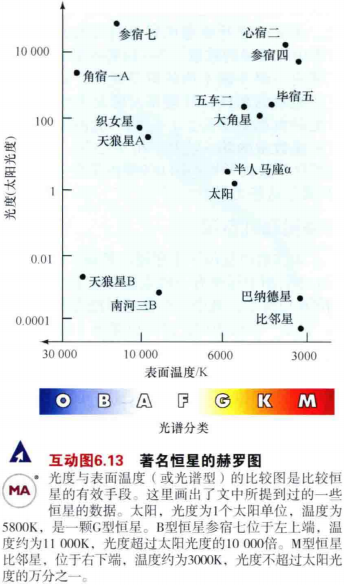 参宿七
心宿二
10 000
参宿四
角宿一A
五车二
毕宿五
100
织女星
大角星
天狼星A
半人马座α
1
太阳
0.01
天狼星B
南河三B
巴纳德星
比邻星
0.0001
光度(太阳光度)
30 000
10 000
6000
3000
表面温度/K
O B A F G K M
光谱分类
互动图6.13 著名恒星的赫罗图
MA
光度与表面温度(或光谱型)的比较图是比较恒
星的有效手段。这里画出了文中所提到过的一些
恒星的数据。太阳，光度为1个太阳单位，温度为
5800K，是一颗G型恒星。B型恒星参宿七位于左上端，温
度约为11 000K，光度超过太阳光度的10 000倍。M型恒星
比邻星，位于右下端，温度约为3000K，光度不超过太阳光
度的万分之一。